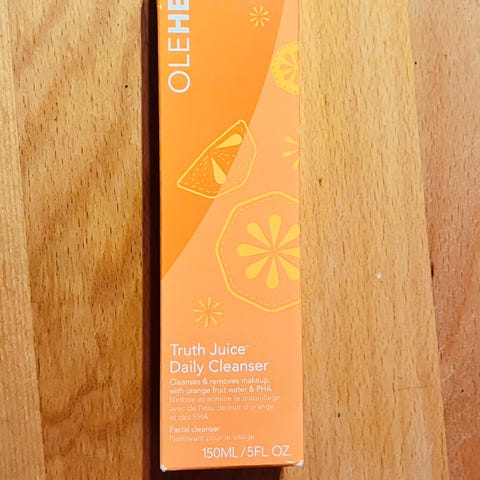 OLEHE
Truth Juice™
Daily Cleanser
Cleanses & removes makeup,
with orange fruit water & PHA
Nettoie et élimine le maquillage
avec de l'eau de fruit d'orange
et des PHA
Facial cleanser
Nettoyant pour le visage
150ML/5FL. OZ.